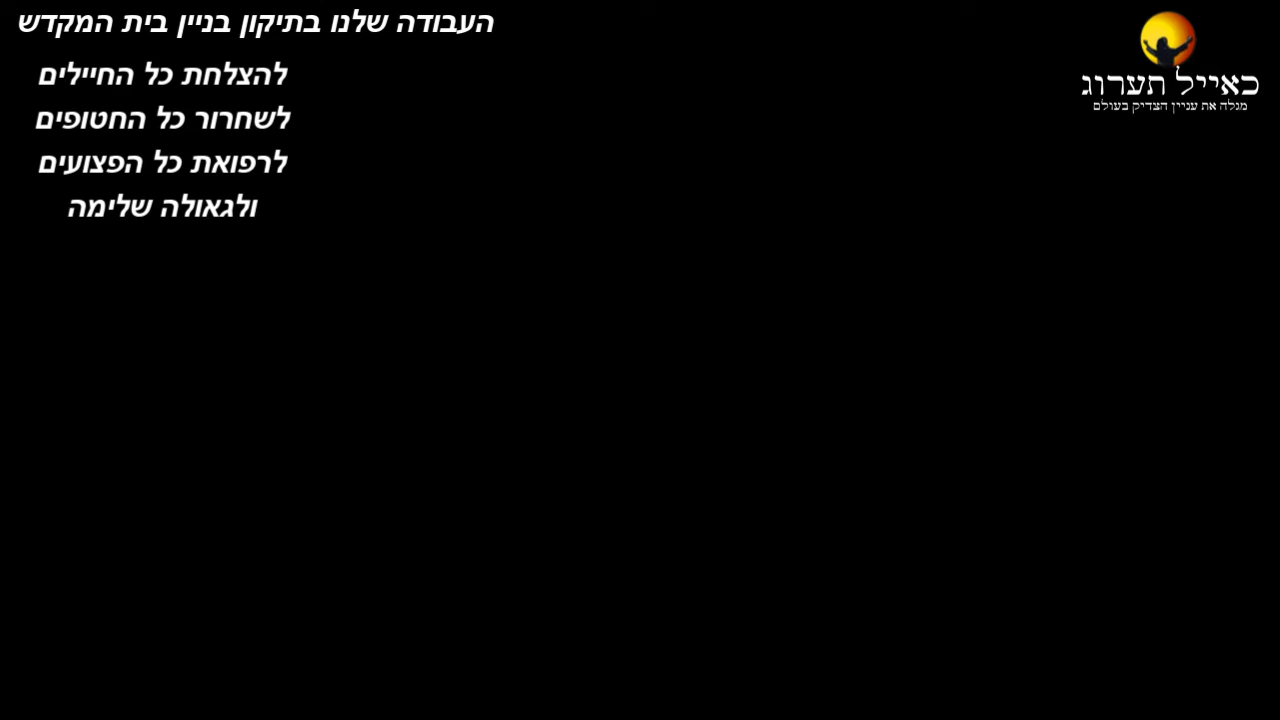 העבודה שלנו בתיקון בניין בית המקדש
להצלחת כל החיילים
לשחרור כל החטופים
לרפואת כל הפצועים
ולגאולה שלימה
כאייל תערוג
מגלה את עניין הצדיק בעולם